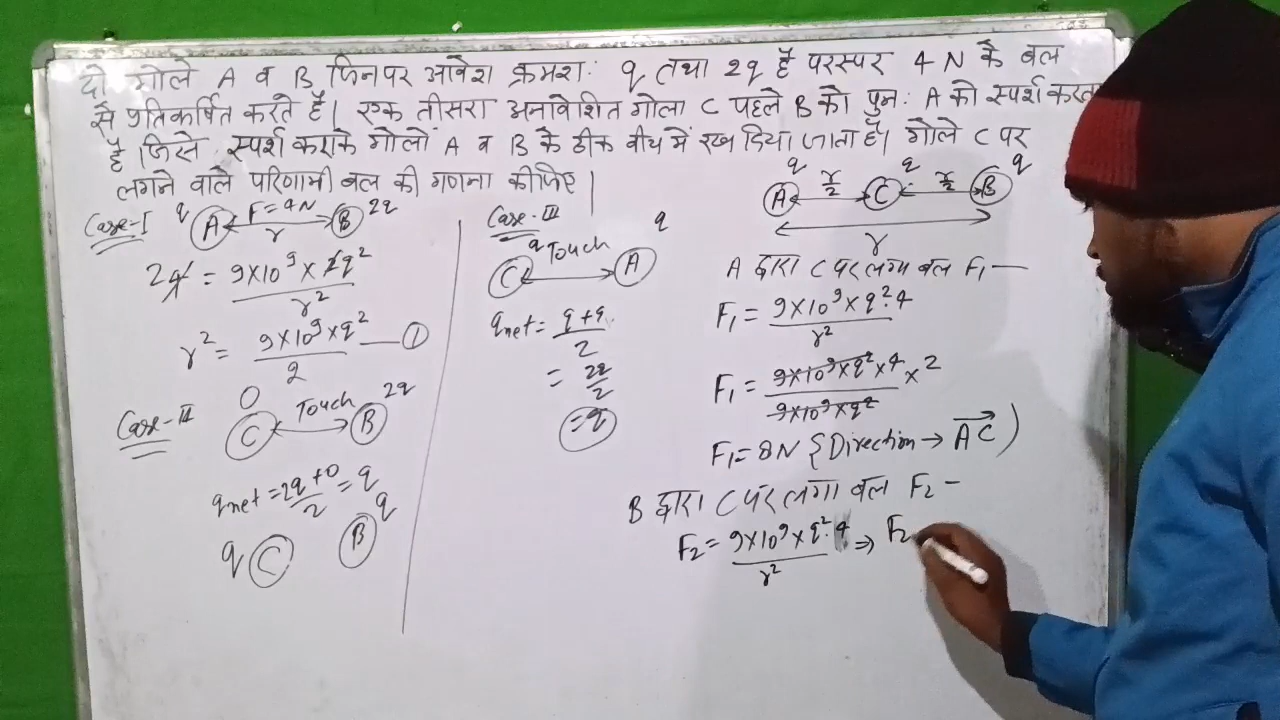 दो गोले A व B जिनपर आवेश क्रमशः q तथा 2q है परस्पर 4 N के बल
से प्रतिकर्षित करते है। एक तीसरा अनावेशित गोला C पहले B को पुनः A को स्पर्श करता
है जिसे स्पर्श कराके गोलों A व B के ठीक बीच में रख दिया जाता है। गोले C पर
लगने वाले परिणामी बल की गणना कीजिए।
Case-I q A F=4N B 2q
r
2 4 = 9×10⁹ × 2q² / r²
r² = 9×10⁹×q² / 2 — ①
Case-II 0 C Touch B 2q
qnet = 2q+0 / 2 = q
q C B q
Case-III
q C Touch A q
qnet = q+q / 2
= 2q / 2
= q
q q q
A r/2 C r/2 B
r
A द्वारा C पर लगा बल F₁ —
F₁ = 9×10⁹×q².4 / r²
F₁ = 9×10⁹×q²×4 / 9×10⁹×q² × 2
F₁ = 8N {Direction → AC)
B द्वारा C पर लगा बल F₂ -
F₂ = 9×10⁹×q².4 / r² ⇒ F₂